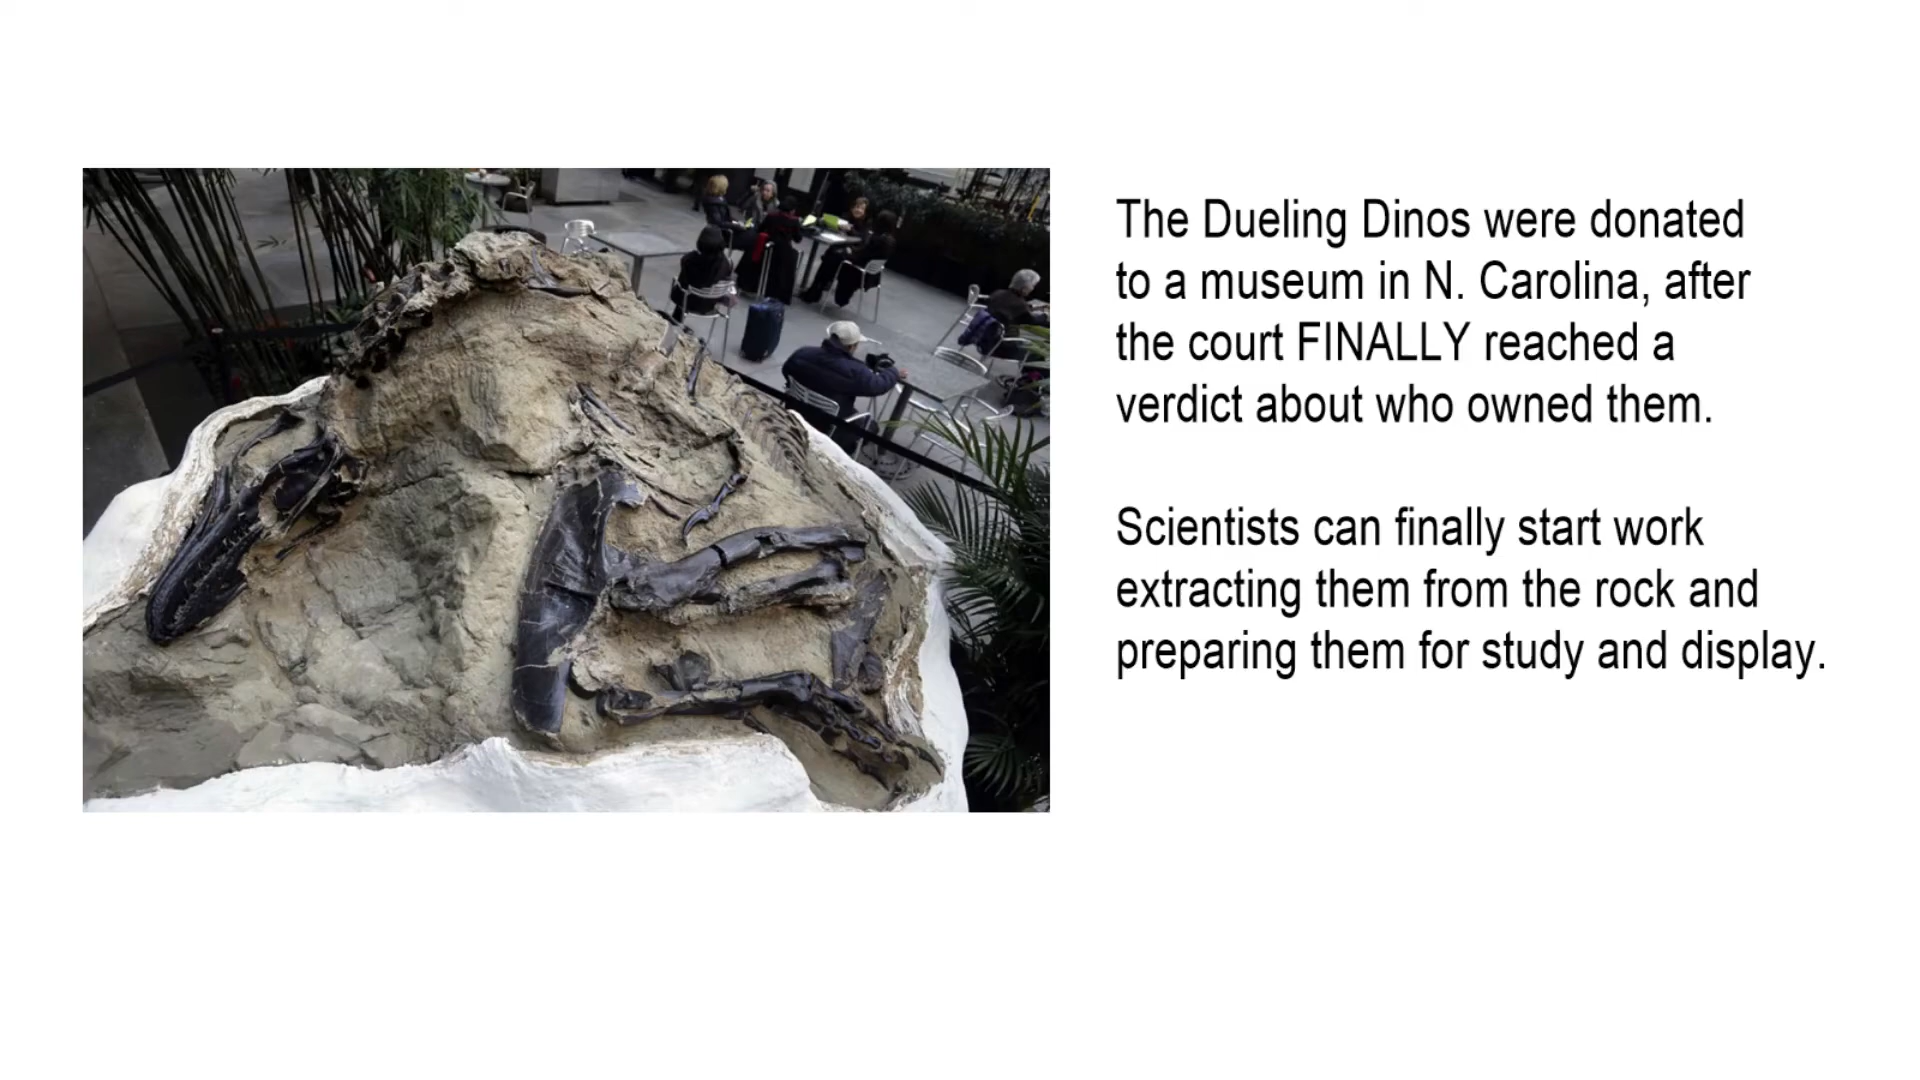 The Dueling Dinos were donated
to a museum in N. Carolina, after
the court FINALLY reached a
verdict about who owned them.
Scientists can finally start work
extracting them from the rock and
preparing them for study and display.